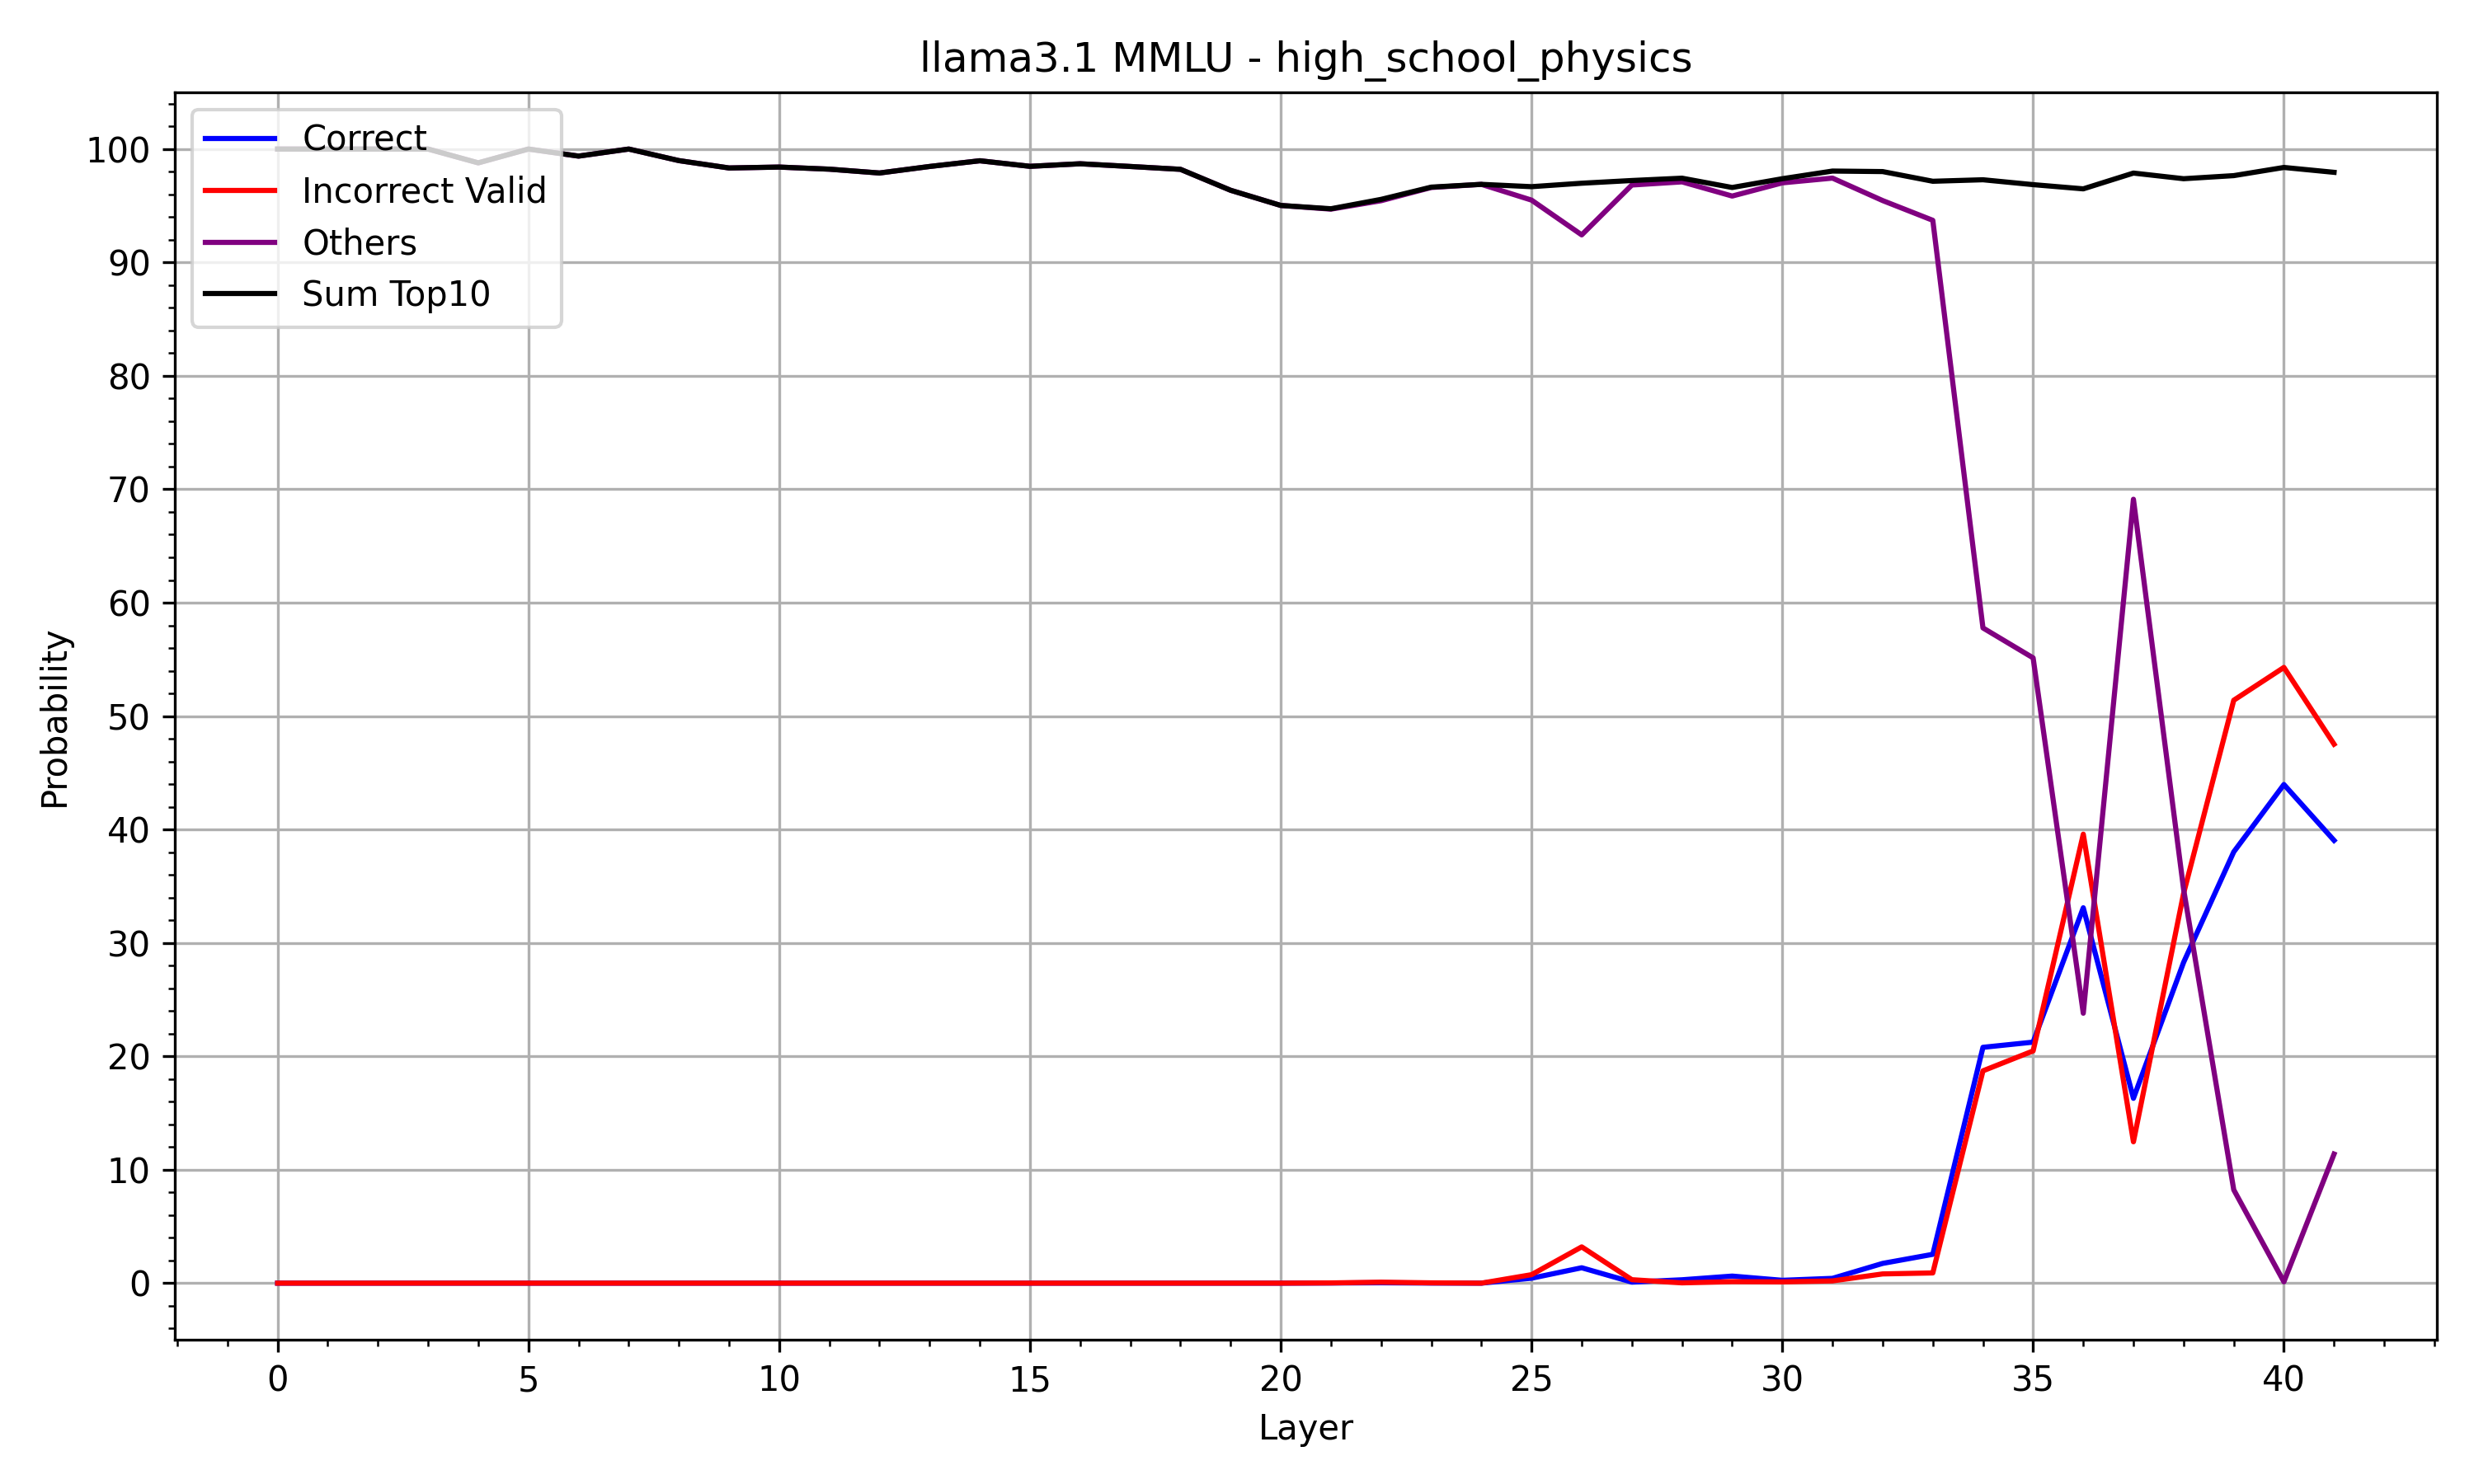 llama3.1 MMLU - high_school_physics
Correct
Incorrect Valid
Others
Sum Top10
100
90
80
70
60
50
40
30
20
10
0
Probability
0 5 10 15 20 25 30 35 40
Layer